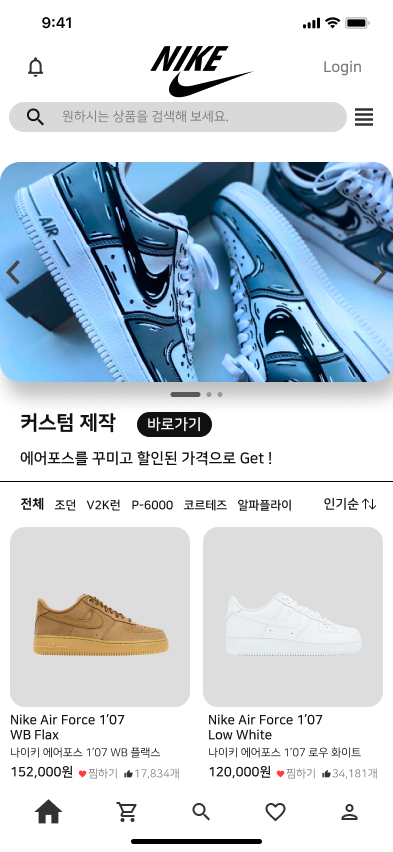 9:41
NIKE
Login
원하시는 상품을 검색해 보세요.
AIR
커스텀 제작 바로가기
에어포스를 꾸미고 할인된 가격으로 Get !
전체 조던 V2K런 P-6000 코르테즈 알파플라이 인기순
Nike Air Force 1’07
WB Flax
나이키 에어포스 1’07 WB 플랙스
152,000원 찜하기 17,834개
Nike Air Force 1’07
Low White
나이키 에어포스 1’07 로우 화이트
120,000원 찜하기 34,181개